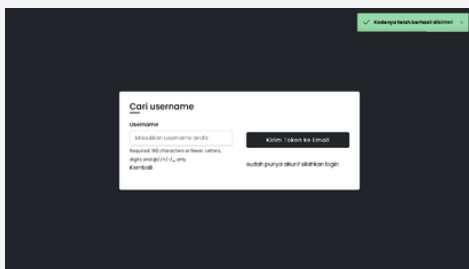 Kodenya telah berhasil dikirim!
Cari username
Username
Masukkan username anda
Required. 150 characters or fewer. Letters,
digits and @/./+/-/_ only.
Kirim Token ke Email
Kembali
sudah punya akun? silahkan login